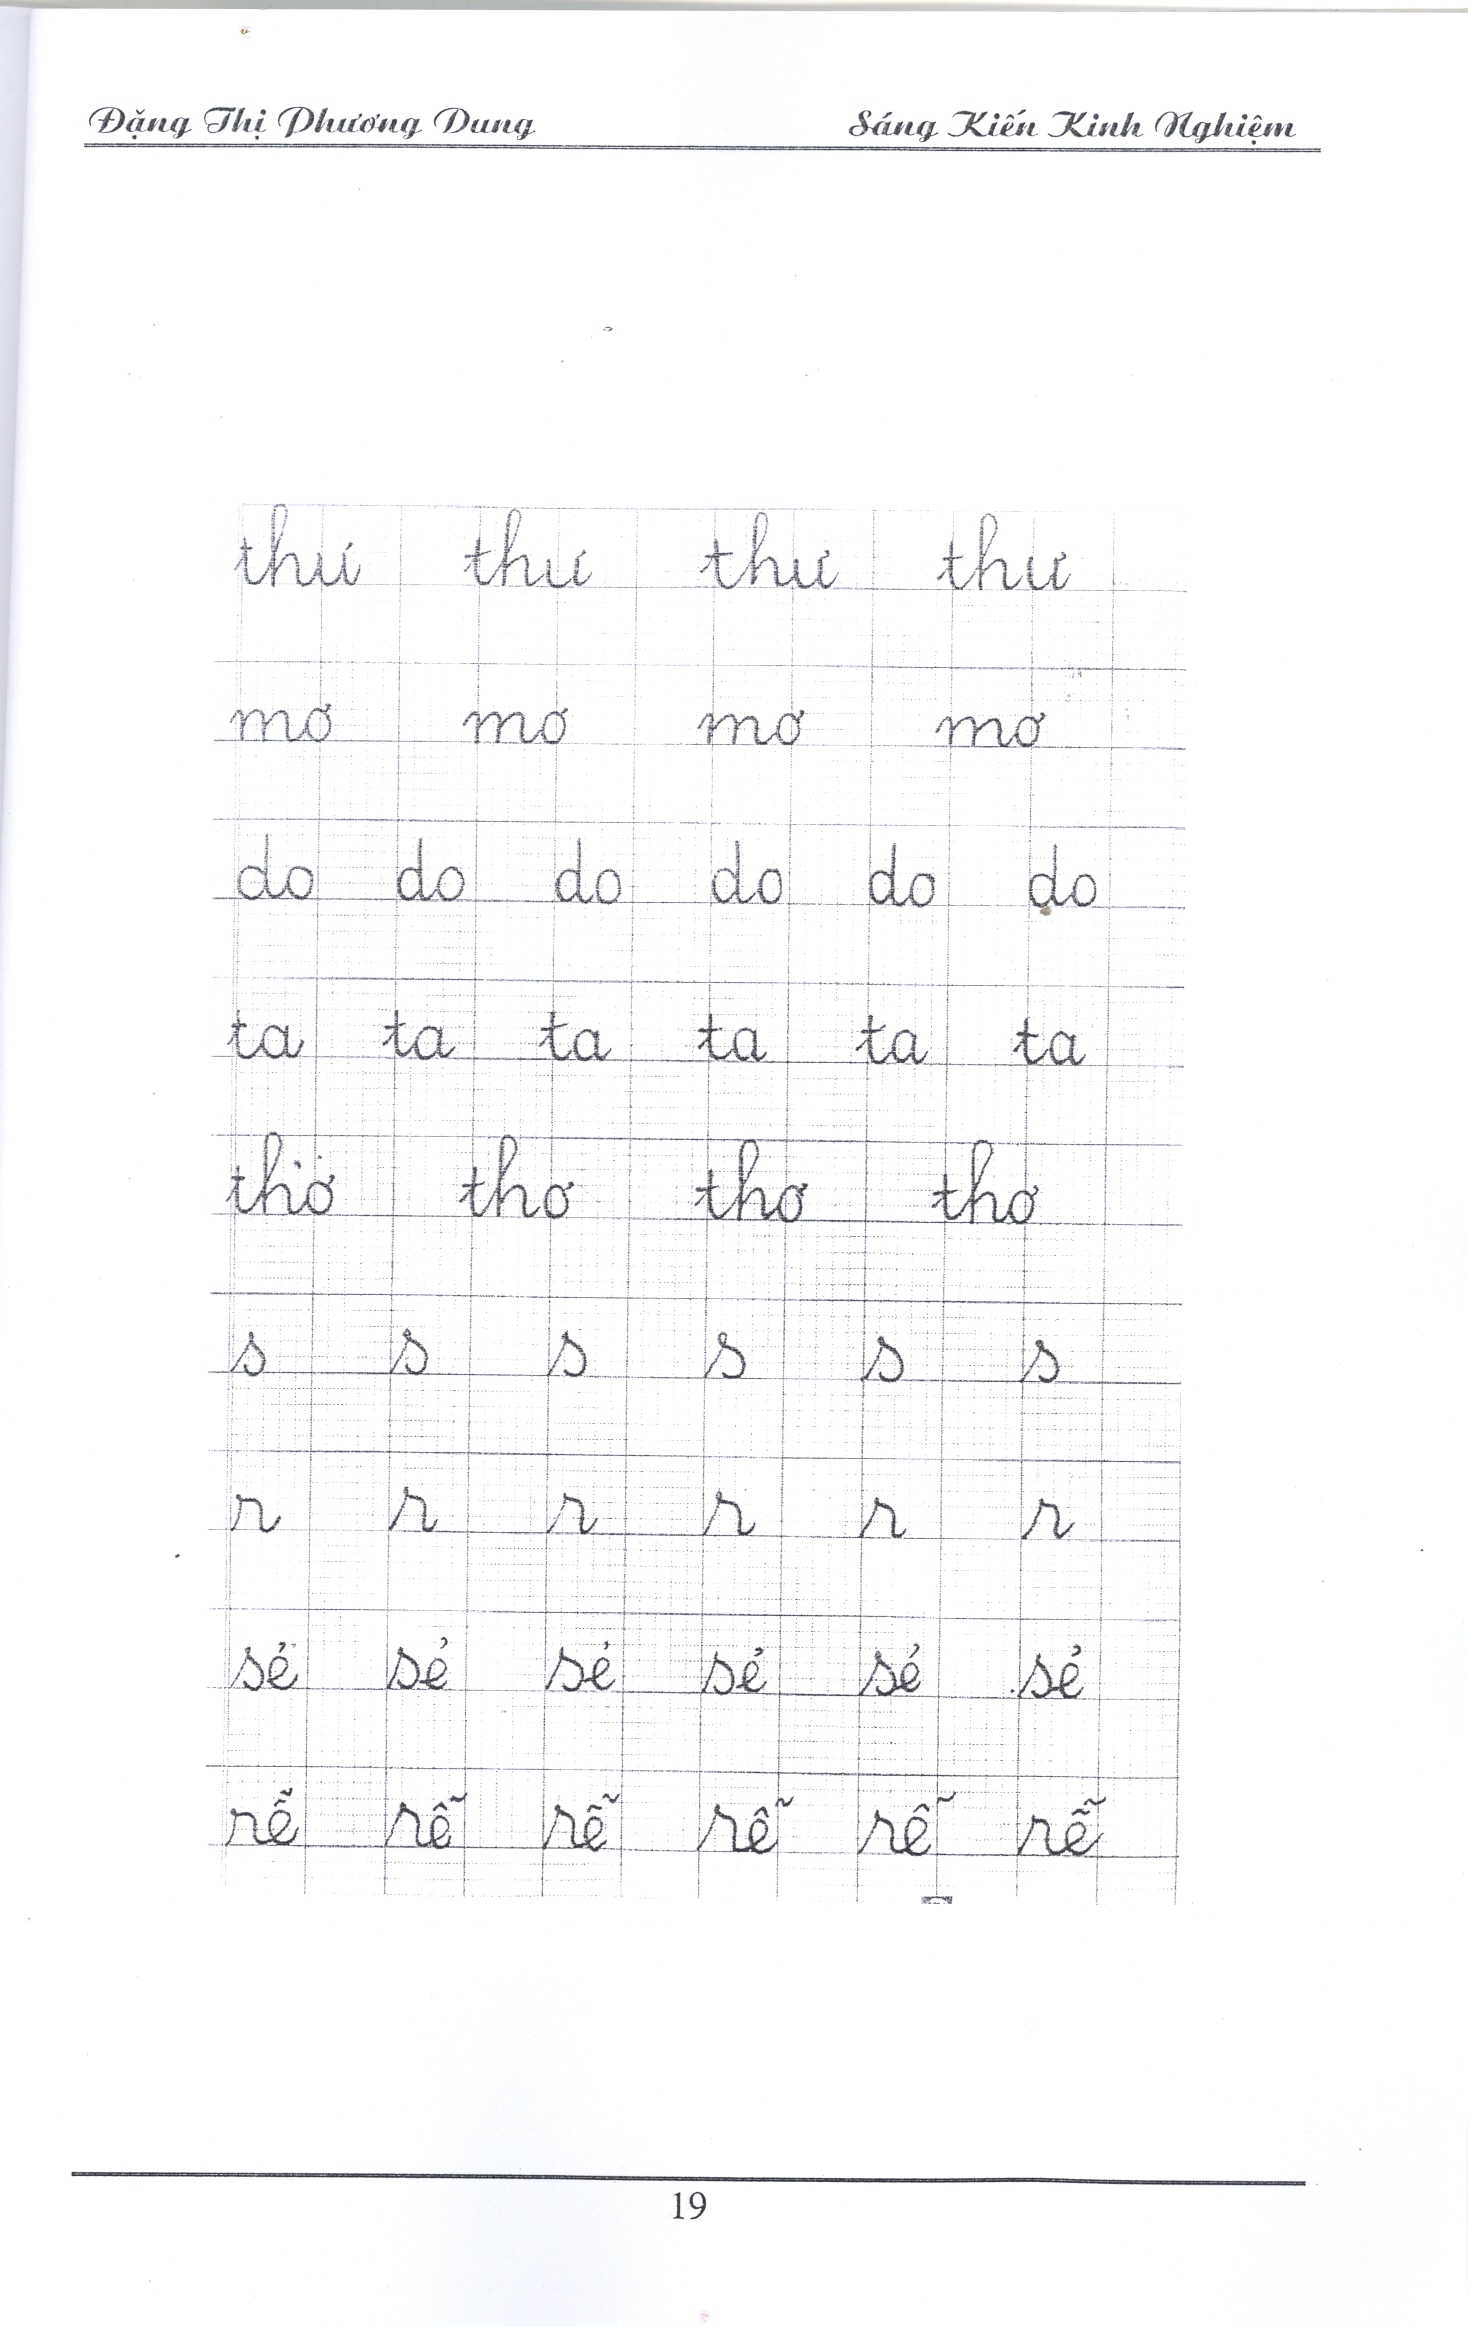 Đặng Thị Phương Dung Sáng Kiến Kinh Nghiệm
thư thư thư thư
mơ mơ mơ mơ
do do do do do do
ta ta ta ta ta ta
thơ thơ thơ thơ
s s s s s s
r r r r r r
sẻ sẻ sẻ sẻ sẻ sẻ
rễ rễ rễ rễ rễ rễ
19